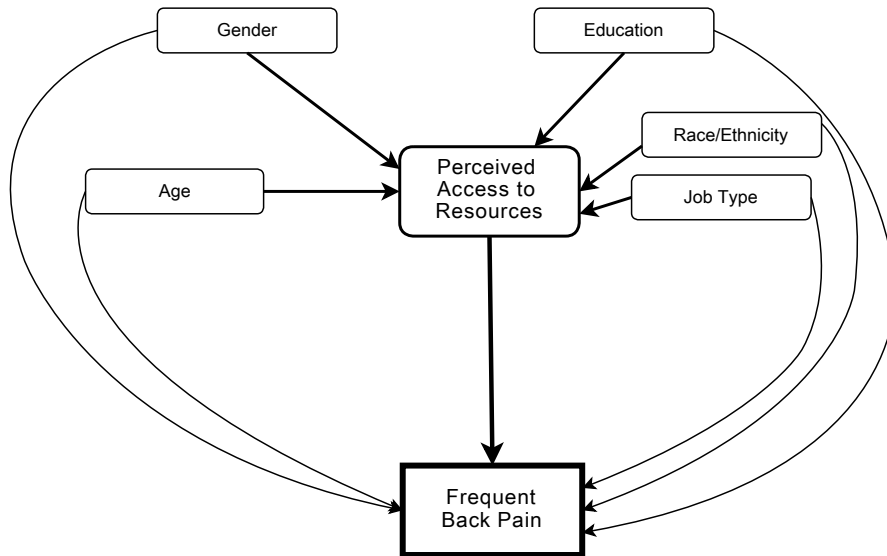 Gender
Education
Race/Ethnicity
Perceived
Access to
Resources
Age
Job Type
Frequent
Back Pain